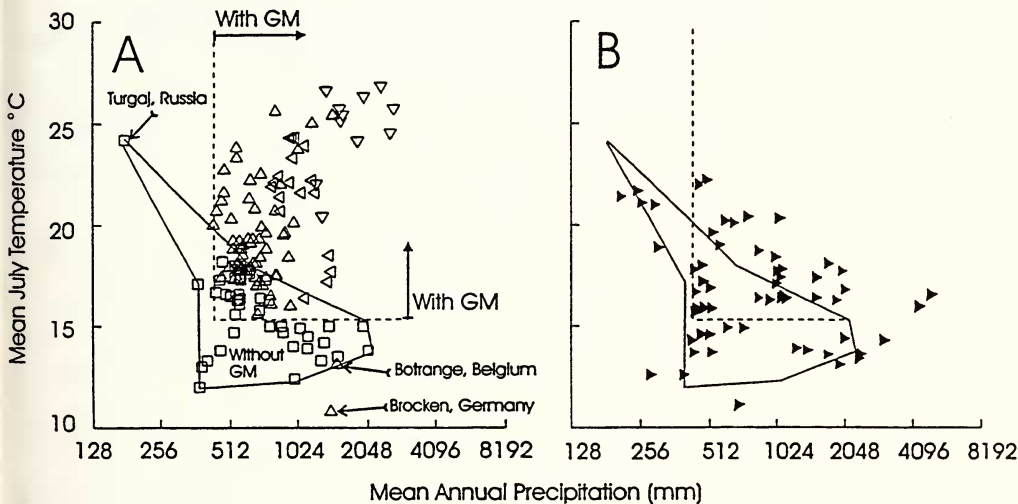 30
With GM
A
B
Turgaj, Russia
25
20
With GM
15
Without
GM
Botrange, Belgium
Brocken, Germany
10
128 256 512 1024 2048 4096 8192
128 256 512 1024 2048 4096 8192
Mean July Temperature °C
Mean Annual Precipitation (mm)